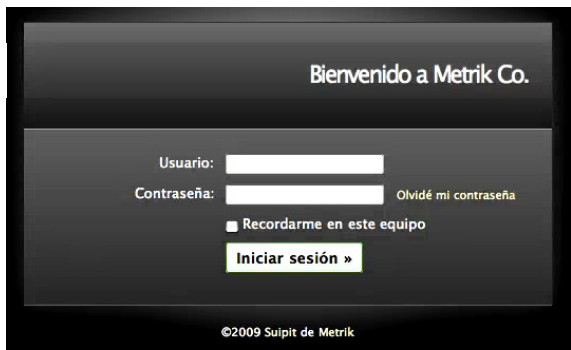 Bienvenido a Metrik Co.
Usuario:
Contraseña: Olvidé mi contraseña
Recordarme en este equipo
Iniciar sesión »
©2009 Suipit de Metrik